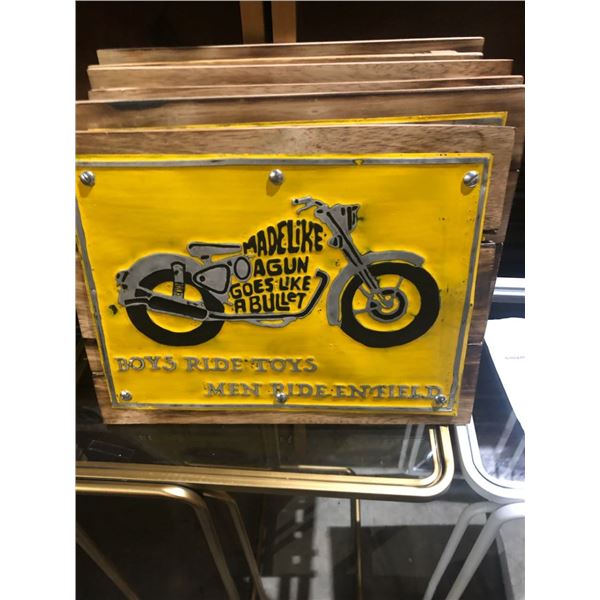 MADE LIKE
A GUN
GOES LIKE
A BULLET
BOYS RIDE TOYS
MEN RIDE ENFIELD